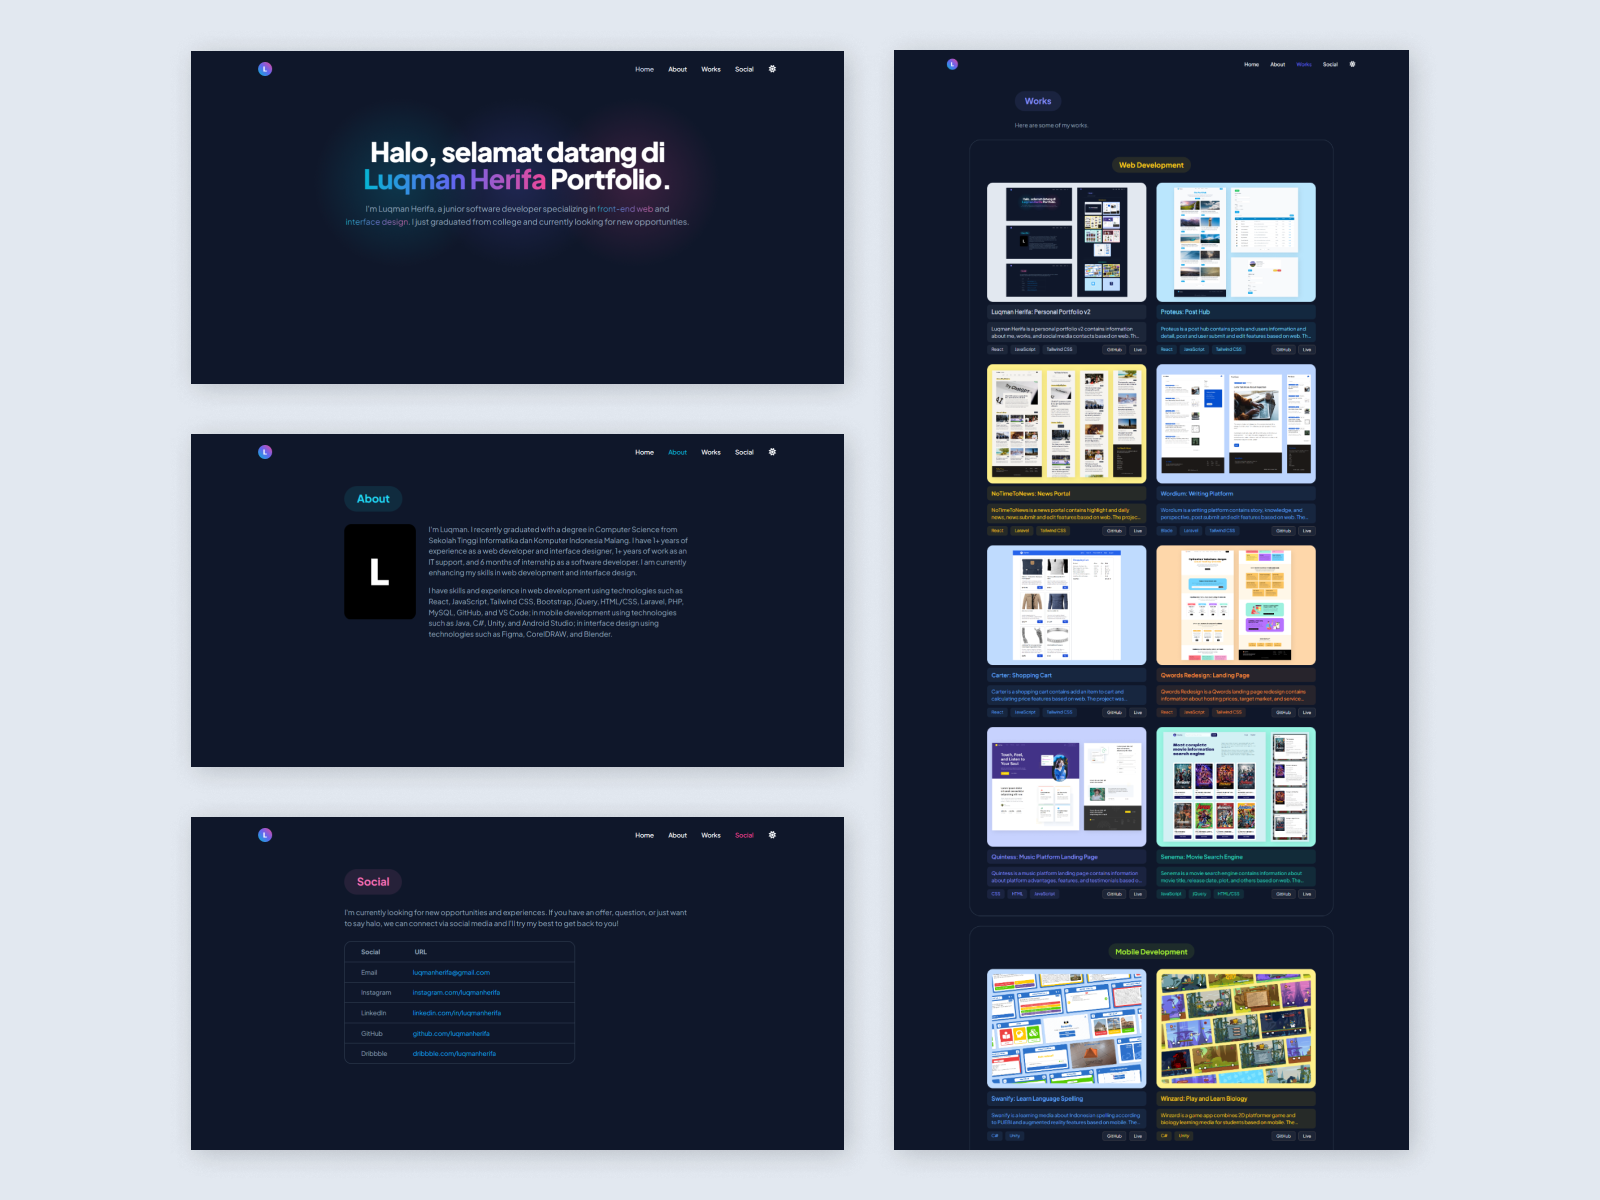 L
Home About Works Social
Halo, selamat datang di
Luqman Herifa Portfolio.
I'm Luqman Herifa, a junior software developer specializing in front-end web and
interface design. I just graduated from college and currently looking for new opportunities.
L
Home About Works Social
About
L
I'm Luqman. I recently graduated with a degree in Computer Science from
Sekolah Tinggi Informatika dan Komputer Indonesia Malang. I have 1+ years of
experience as a web developer and interface designer, 1+ years of work as an
IT support, and 6 months of internship as a software developer. I am currently
enhancing my skills in web development and interface design.
I have skills and experience in web development using technologies such as
React, JavaScript, Tailwind CSS, Bootstrap, jQuery, HTML/CSS, Laravel, PHP,
MySQL, GitHub, and VS Code; in mobile development using technologies
such as Java, C#, Unity, and Android Studio; in interface design using
technologies such as Figma, CorelDRAW, and Blender.
L
Home About Works Social
Social
I'm currently looking for new opportunities and experiences. If you have an offer, question, or just want
to say halo, we can connect via social media and I'll try my best to get back to you!
Social URL
Email luqmanherifa@gmail.com
Instagram instagram.com/luqmanherifa
LinkedIn linkedin.com/in/luqmanherifa
GitHub github.com/luqmanherifa
Dribbble dribbble.com/luqmanherifa
L
Home About Works Social
Works
Here are some of my works.
Web Development
Luqman Herifa: Personal Portfolio v2
Luqman Herifa is a personal portfolio v2 contains information
about me, works, and social media contacts based on web. Th...
React JavaScript Tailwind CSS GitHub Live
Proteus: Post Hub
Proteus is a post hub contains posts and users information and
detail, post and user submit and edit features based on web. Th...
React JavaScript Tailwind CSS GitHub Live
NoTimeToNews: News Portal
NoTimeToNews is a news portal contains highlight and daily
news, news submit and edit features based on web. The projec...
React Laravel Tailwind CSS GitHub Live
Wordium: Writing Platform
Wordium is a writing platform contains story, knowledge, and
perspective, post submit and edit features based on web. The...
Laravel Tailwind CSS GitHub Live
Carter: Shopping Cart
Carter is a shopping cart contains add an item to cart and
calculating price features based on web. The project was...
React JavaScript Tailwind CSS GitHub Live
Qwords Redesign: Landing Page
Qwords Redesign is a Qwords landing page redesign contains
information about hosting prices, target market, and service...
React JavaScript Tailwind CSS GitHub Live
Teach, Find,
and Listen to
Your Soul
Quintess: Music Platform Landing Page
Quintess is a music platform landing page contains information
about platform advantages, features, and testimonials based o...
CSS HTML JavaScript GitHub Live
Most complete
movie information
search engine
Senema: Movie Search Engine
Senema is a movie search engine contains information about
movie title, release date, plot, and others based on web. The...
JavaScript jQuery HTML/CSS GitHub Live
Mobile Development
Swanify: Learn Language Spelling
Swanify is a learning media about Indonesian spelling according
to PUEBI and augmented reality features based on mobile. The...
C# Unity GitHub Live
Winzard: Play and Learn Biology
Winzard is a game app combines 2D platformer game and
biology learning media for students based on mobile. The...
C# Unity GitHub Live